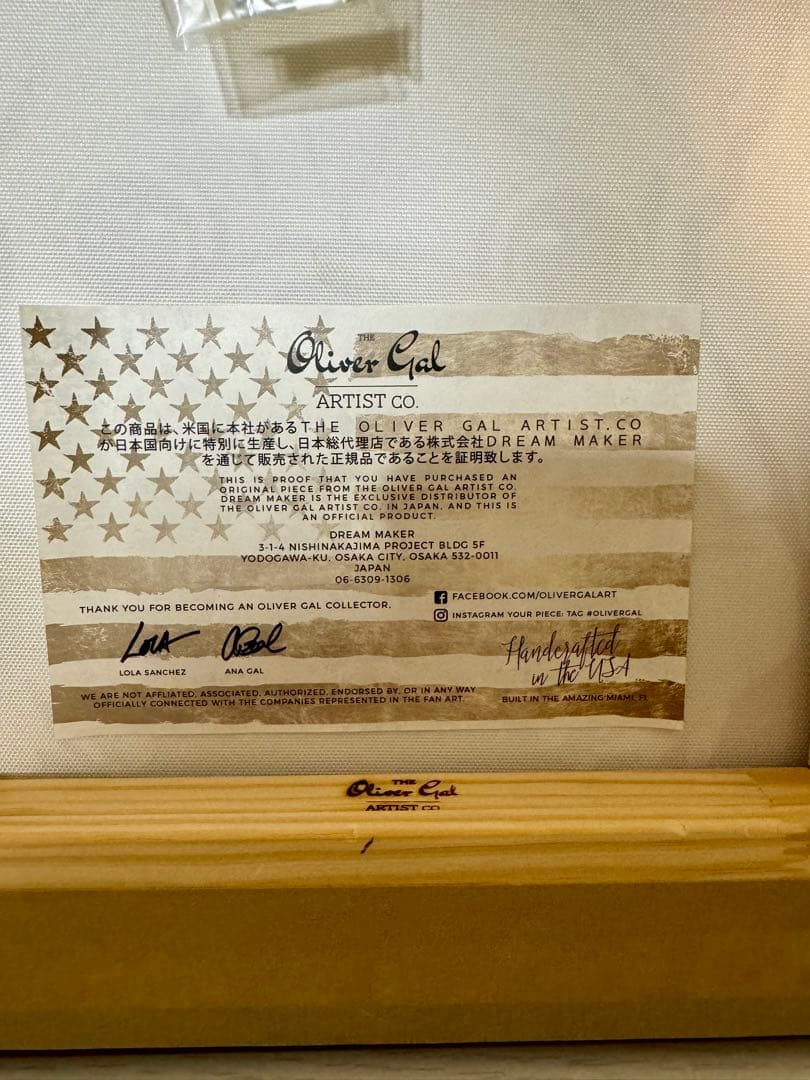 THE
Oliver Gal
ARTIST CO.
この商品は、米国に本社があるTHE OLIVER GAL ARTIST.CO
が日本国向けに特別に生産し、日本総代理店である株式会社DREAM MAKER
を通じて販売された正規品であることを証明致します。
THIS IS PROOF THAT YOU HAVE PURCHASED AN
ORIGINAL PIECE FROM THE OLIVER GAL ARTIST CO.
DREAM MAKER IS THE EXCLUSIVE DISTRIBUTOR OF
THE OLIVER GAL ARTIST CO. IN JAPAN. AND THIS IS
AN OFFICIAL PRODUCT.
DREAM MAKER
3-1-4 NISHINAKAJIMA PROJECT BLDG 5F
YODOGAWA-KU, OSAKA CITY, OSAKA 532-0011
JAPAN
06-6309-1306
THANK YOU FOR BECOMING AN OLIVER GAL COLLECTOR.
FACEBOOK.COM/OLIVERGALART
INSTAGRAM YOUR PIECE: TAG #OLIVERGAL
LOLA
LOLA SANCHEZ
ANA GAL
Handcrafted
in the USA
WE ARE NOT AFFLIATED, ASSOCIATED, AUTHORIZED, ENDORSED BY, OR IN ANY WAY
OFFICIALLY CONNECTED WITH THE COMPANIES REPRESENTED IN THE FAN ART.
BUILT IN THE AMAZING MIAMI, FL
THE
Oliver Gal
ARTIST CO